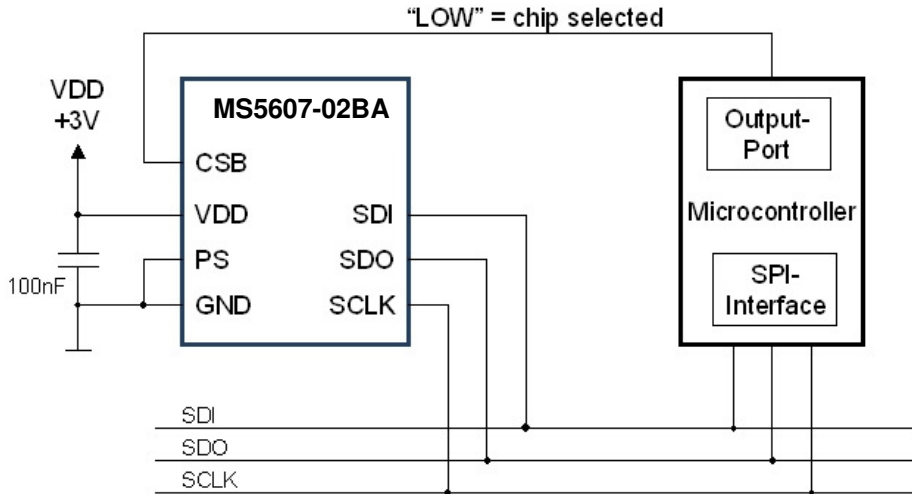 “LOW” = chip selected
VDD
+3V
MS5607-02BA
CSB
VDD
PS
GND
SDI
SDO
SCLK
100nF
Output-
Port
Microcontroller
SPI-
Interface
SDI
SDO
SCLK